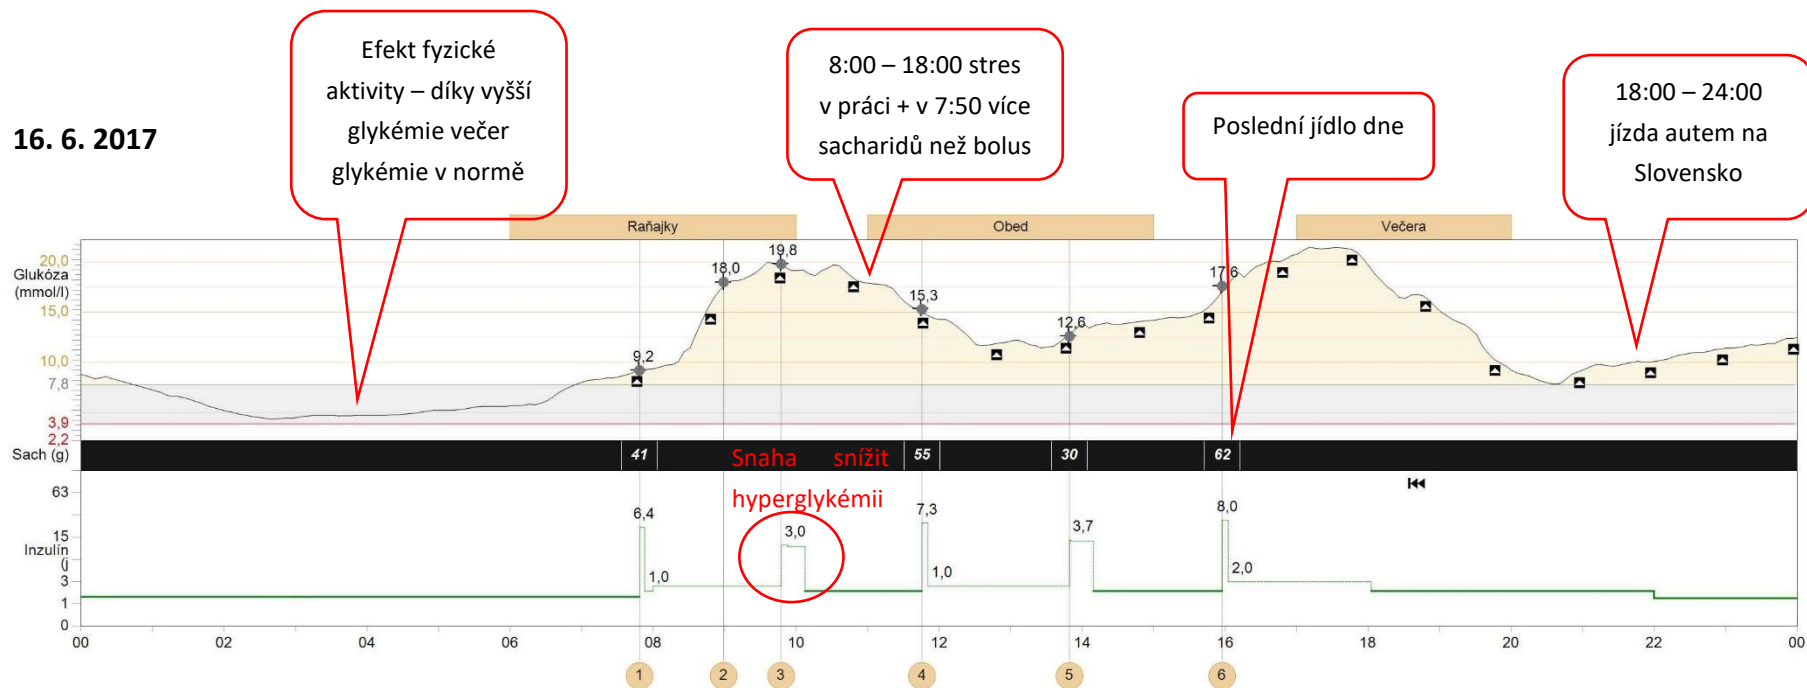 Efekt fyzické
aktivity – díky vyšší
glykémie večer
glykémie v normě
8:00 – 18:00 stres
v práci + v 7:50 více
sacharidů než bolus
Poslední jídlo dne
18:00 – 24:00
jízda autem na
Slovensko
16. 6. 2017
Raňajky
Obed
Večera
20,0
Glukóza
(mmol/l)
15,0
10,0
7,8
3,9
2,2
9,2
18,0
19,8
15,3
12,6
17,6
Sach (g)
41
Snaha snížit
55
30
62
hyperglykémii
63
15
Inzulín
(j
3
1
0
6,4
1,0
3,0
7,3
1,0
3,7
8,0
2,0
00 02 04 06 08 10 12 14 16 18 20 22 00
1 2 3 4 5 6